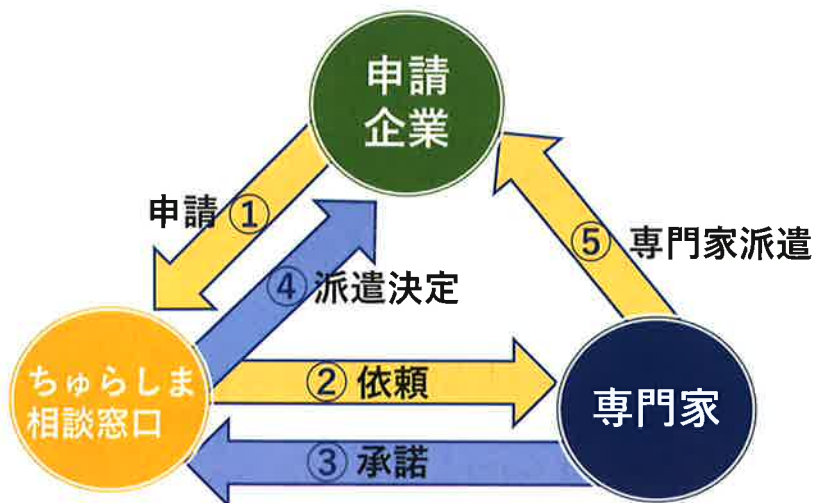 申請
企業
申請 ①
⑤ 専門家派遣
④ 派遣決定
ちゅらしま
相談窓口
② 依頼
専門家
③ 承諾